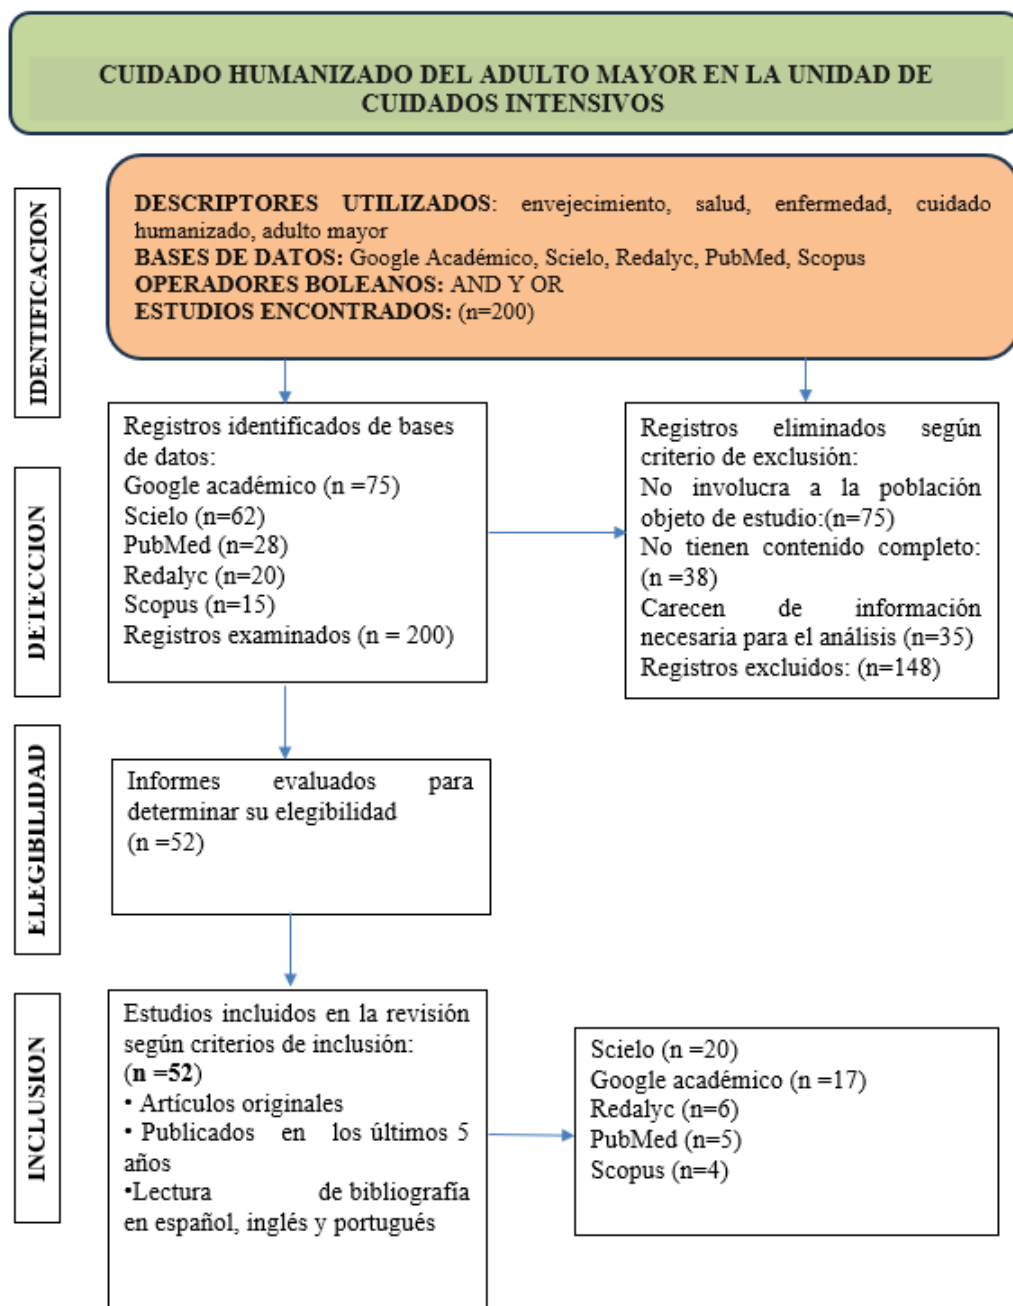 CUIDADO HUMANIZADO DEL ADULTO MAYOR EN LA UNIDAD DE
CUIDADOS INTENSIVOS
IDENTIFICACION
DESCRIPTORES UTILIZADOS: envejecimiento, salud, enfermedad, cuidado
humanizado, adulto mayor
BASES DE DATOS: Google Académico, Scielo, Redalyc, PubMed, Scopus
OPERADORES BOLEANOS: AND Y OR
ESTUDIOS ENCONTRADOS: (n=200)
DETECCION
Registros identificados de bases
de datos:
Google académico (n =75)
Scielo (n=62)
PubMed (n=28)
Redalyc (n=20)
Scopus (n=15)
Registros examinados (n = 200)
Registros eliminados según
criterio de exclusión:
No involucra a la población
objeto de estudio:(n=75)
No tienen contenido completo:
(n =38)
Carecen de información
necesaria para el análisis (n=35)
Registros excluidos: (n=148)
ELEGIBILIDAD
Informes evaluados para
determinar su elegibilidad
(n =52)
INCLUSION
Estudios incluidos en la revisión
según criterios de inclusión:
(n =52)
• Artículos originales
• Publicados en los últimos 5
años
•Lectura de bibliografía
en español, inglés y portugués
Scielo (n =20)
Google académico (n =17)
Redalyc (n=6)
PubMed (n=5)
Scopus (n=4)